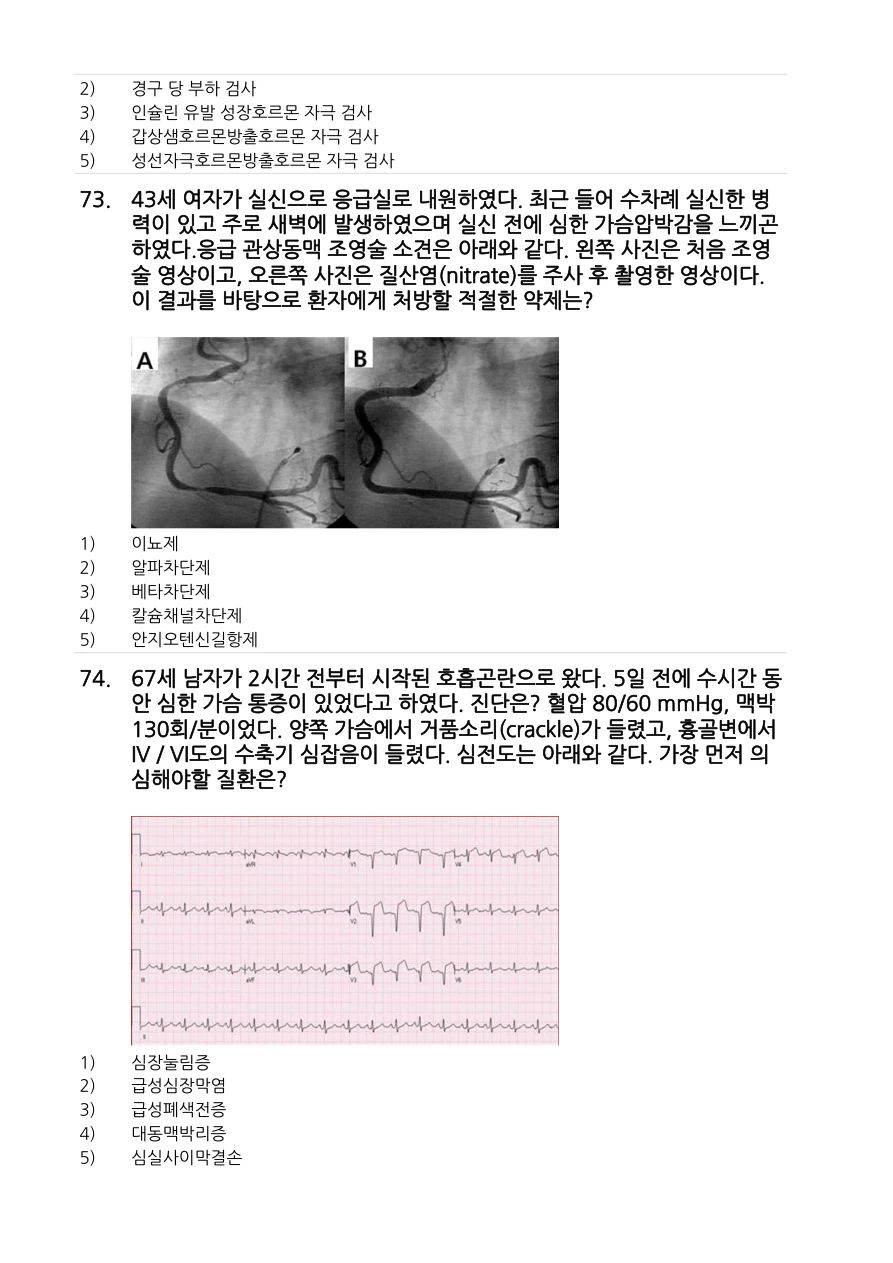 2) 경구 당 부하 검사
3) 인슐린 유발 성장호르몬 자극 검사
4) 갑상샘호르몬방출호르몬 자극 검사
5) 성선자극호르몬방출호르몬 자극 검사
73. 43세 여자가 실신으로 응급실로 내원하였다. 최근 들어 수차례 실신한 병
력이 있고 주로 새벽에 발생하였으며 실신 전에 심한 가슴압박감을 느끼곤
하였다.응급 관상동맥 조영술 소견은 아래와 같다. 왼쪽 사진은 처음 조영
술 영상이고, 오른쪽 사진은 질산염(nitrate)를 주사 후 촬영한 영상이다.
이 결과를 바탕으로 환자에게 처방할 적절한 약제는?
A B
1) 이뇨제
2) 알파차단제
3) 베타차단제
4) 칼슘채널차단제
5) 안지오텐신길항제
74. 67세 남자가 2시간 전부터 시작된 호흡곤란으로 왔다. 5일 전에 수시간 동
안 심한 가슴 통증이 있었다고 하였다. 진단은? 혈압 80/60 mmHg, 맥박
130회/분이었다. 양쪽 가슴에서 거품소리(crackle)가 들렸고, 흉골변에서
IV / VI도의 수축기 심잡음이 들렸다. 심전도는 아래와 같다. 가장 먼저 의
심해야할 질환은?
I aVR V1 V4
II aVL V2 V5
III aVF V3 V6
II
1) 심장눌림증
2) 급성심장막염
3) 급성폐색전증
4) 대동맥박리증
5) 심실사이막결손